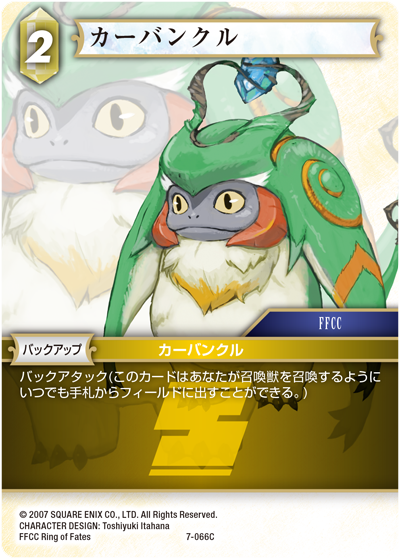 2
カーバンクル
FFCC
バックアップ
カーバンクル
バックアタック(このカードはあなたが召喚獣を召喚するように
いつでも手札からフィールドに出すことができる。)
© 2007 SQUARE ENIX CO., LTD. All Rights Reserved.
CHARACTER DESIGN: Toshiyuki Itahana
FFCC Ring of Fates 7-066C